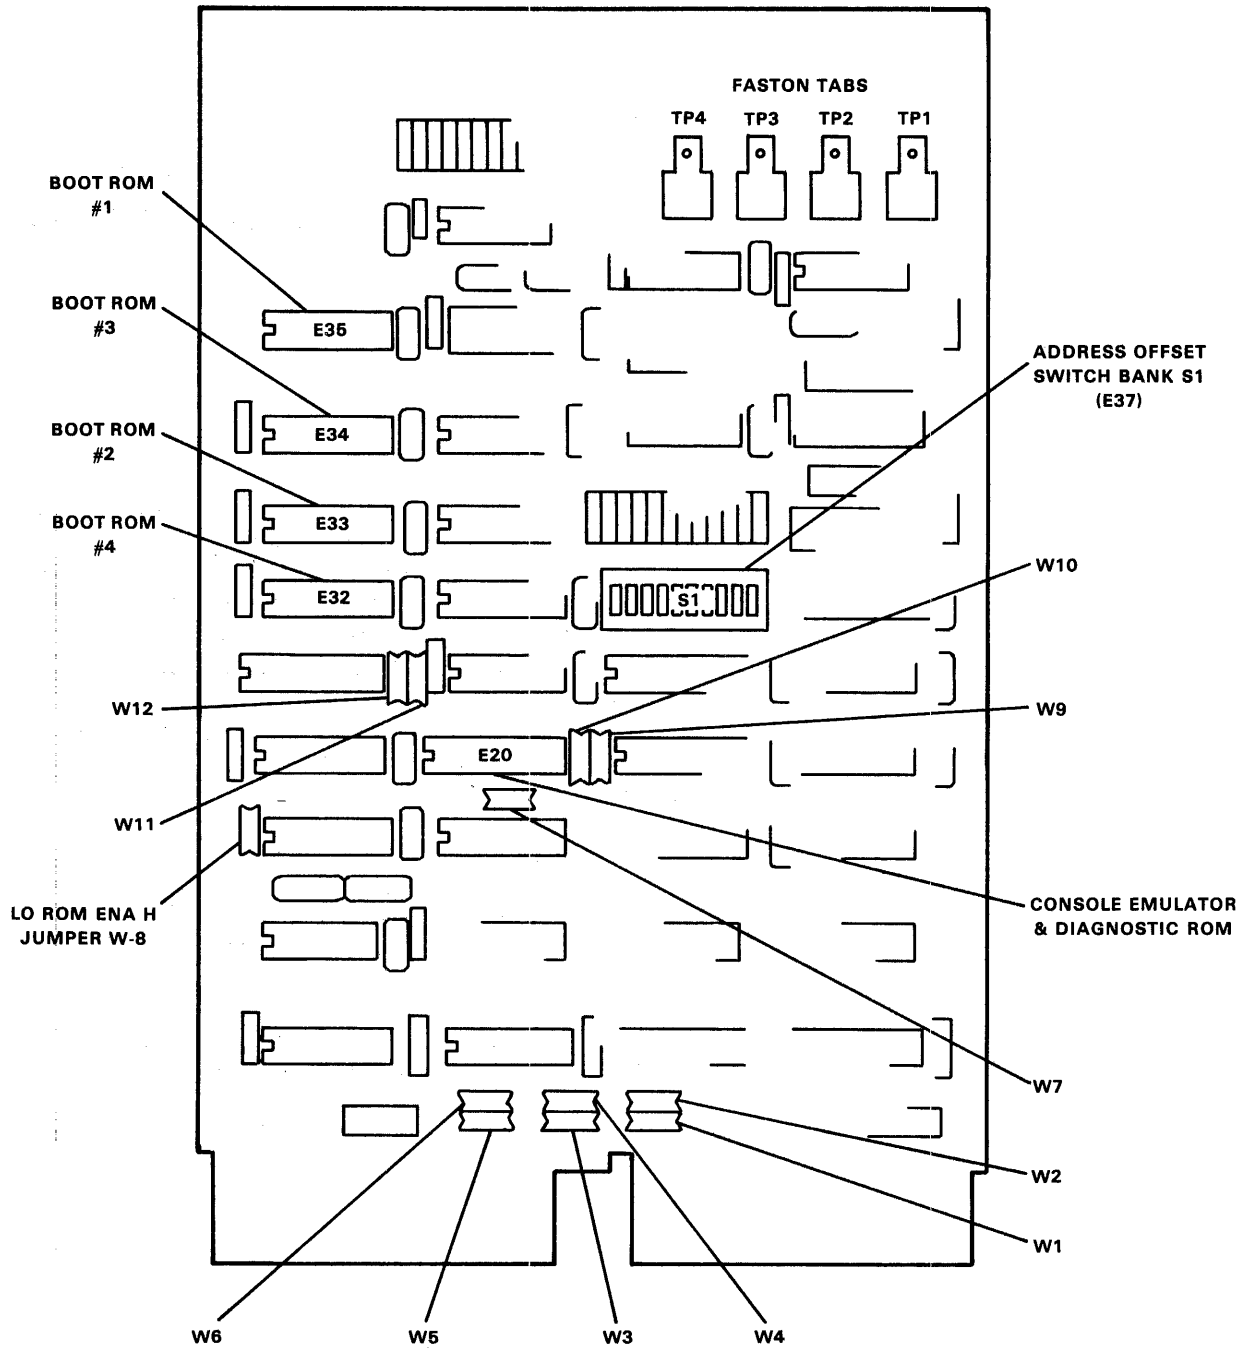 FASTON TABS
TP4 TP3 TP2 TP1
BOOT ROM
#1
BOOT ROM
#3
E35
ADDRESS OFFSET
SWITCH BANK S1
(E37)
BOOT ROM
#2
E34
BOOT ROM
#4
E33
W10
E32
S1
W12
W9
E20
W11
LO ROM ENA H
JUMPER W-8
CONSOLE EMULATOR
& DIAGNOSTIC ROM
W7
W2
W1
W6 W5 W3 W4